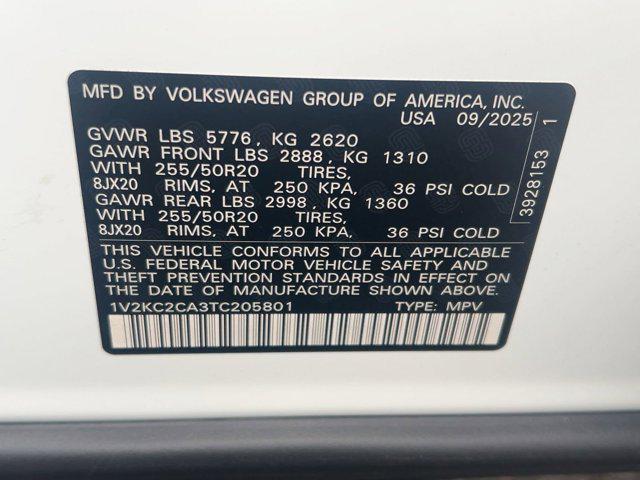 MFD BY VOLKSWAGEN GROUP OF AMERICA, INC.
USA 09/2025
GVWR LBS 5776, KG 2620
GAWR FRONT LBS 2888, KG 1310
WITH 255/50R20 TIRES,
8JX20 RIMS, AT 250 KPA, 36 PSI COLD
GAWR REAR LBS 2998, KG 1360
WITH 255/50R20 TIRES,
8JX20 RIMS, AT 250 KPA, 36 PSI COLD
THIS VEHICLE CONFORMS TO ALL APPLICABLE
U.S. FEDERAL MOTOR VEHICLE SAFETY AND
THEFT PREVENTION STANDARDS IN EFFECT ON
THE DATE OF MANUFACTURE SHOWN ABOVE.
1V2KC2CA3TC205801 TYPE: MPV
3928153 1